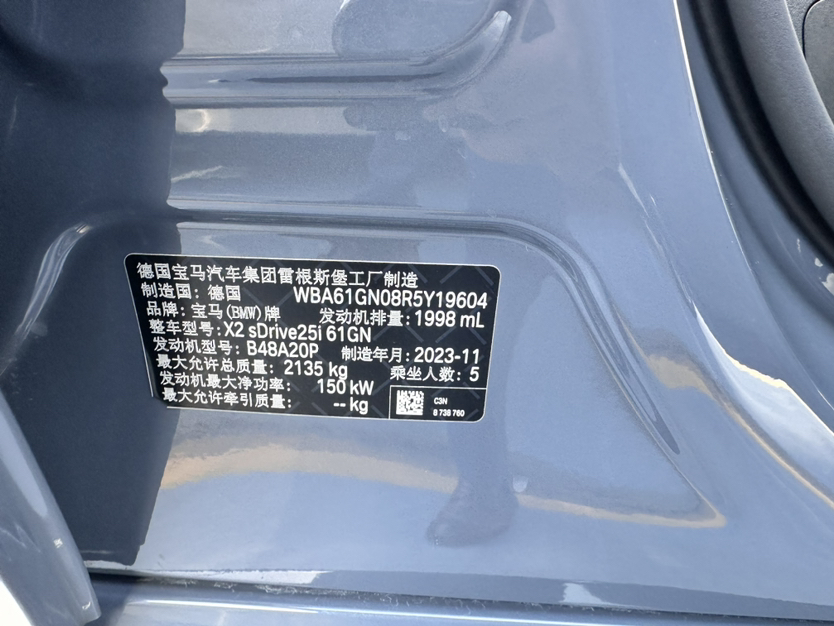 德国宝马汽车集团雷根斯堡工厂制造
制造国：德国 WBA61GN08R5Y19604
品牌：宝马(BMW)牌 发动机排量：1998 mL
整车型号：X2 sDrive25i 61GN
发动机型号：B48A20P 制造年月：2023-11
最大允许总质量：2135 kg 乘坐人数：5
发动机最大净功率： 150 kW
最大允许牵引质量： -- kg
C3N
8 738 760